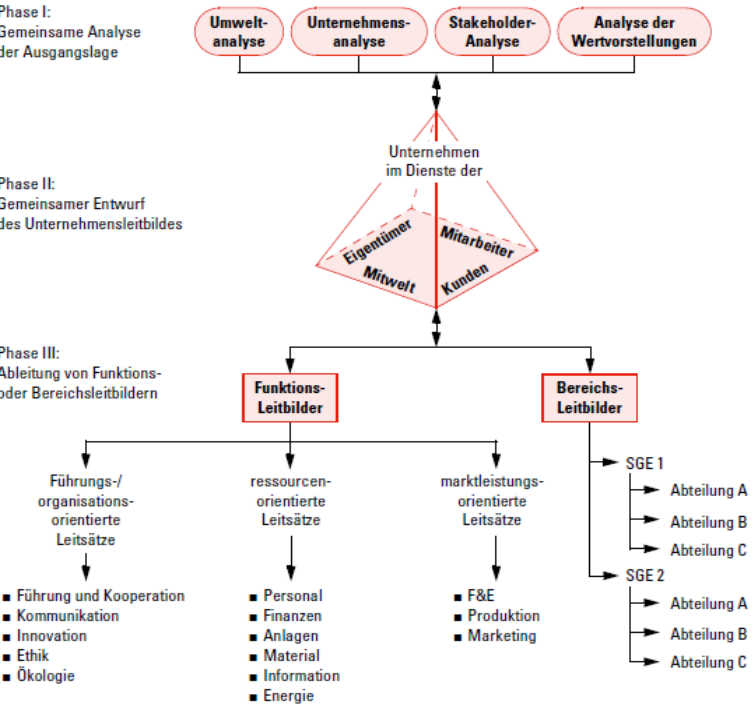 Phase I:
Gemeinsame Analyse
der Ausgangslage
Umwelt-
analyse
Unternehmens-
analyse
Stakeholder-
Analyse
Analyse der
Wertvorstellungen
Phase II:
Gemeinsamer Entwurf
des Unternehmensleitbildes
Unternehmen
im Dienste der
Eigentümer
Mitarbeiter
Mitwelt
Kunden
Phase III:
Ableitung von Funktions-
oder Bereichsleitbildern
Funktions-
Leitbilder
Bereichs-
Leitbilder
Führungs-/
organisations-
orientierte
Leitsätze
ressourcen-
orientierte
Leitsätze
marktleistungs-
orientierte
Leitsätze
■ Führung und Kooperation
■ Kommunikation
■ Innovation
■ Ethik
■ Ökologie
■ Personal
■ Finanzen
■ Anlagen
■ Material
■ Information
■ Energie
■ F&E
■ Produktion
■ Marketing
SGE 1
Abteilung A
Abteilung B
Abteilung C
SGE 2
Abteilung A
Abteilung B
Abteilung C